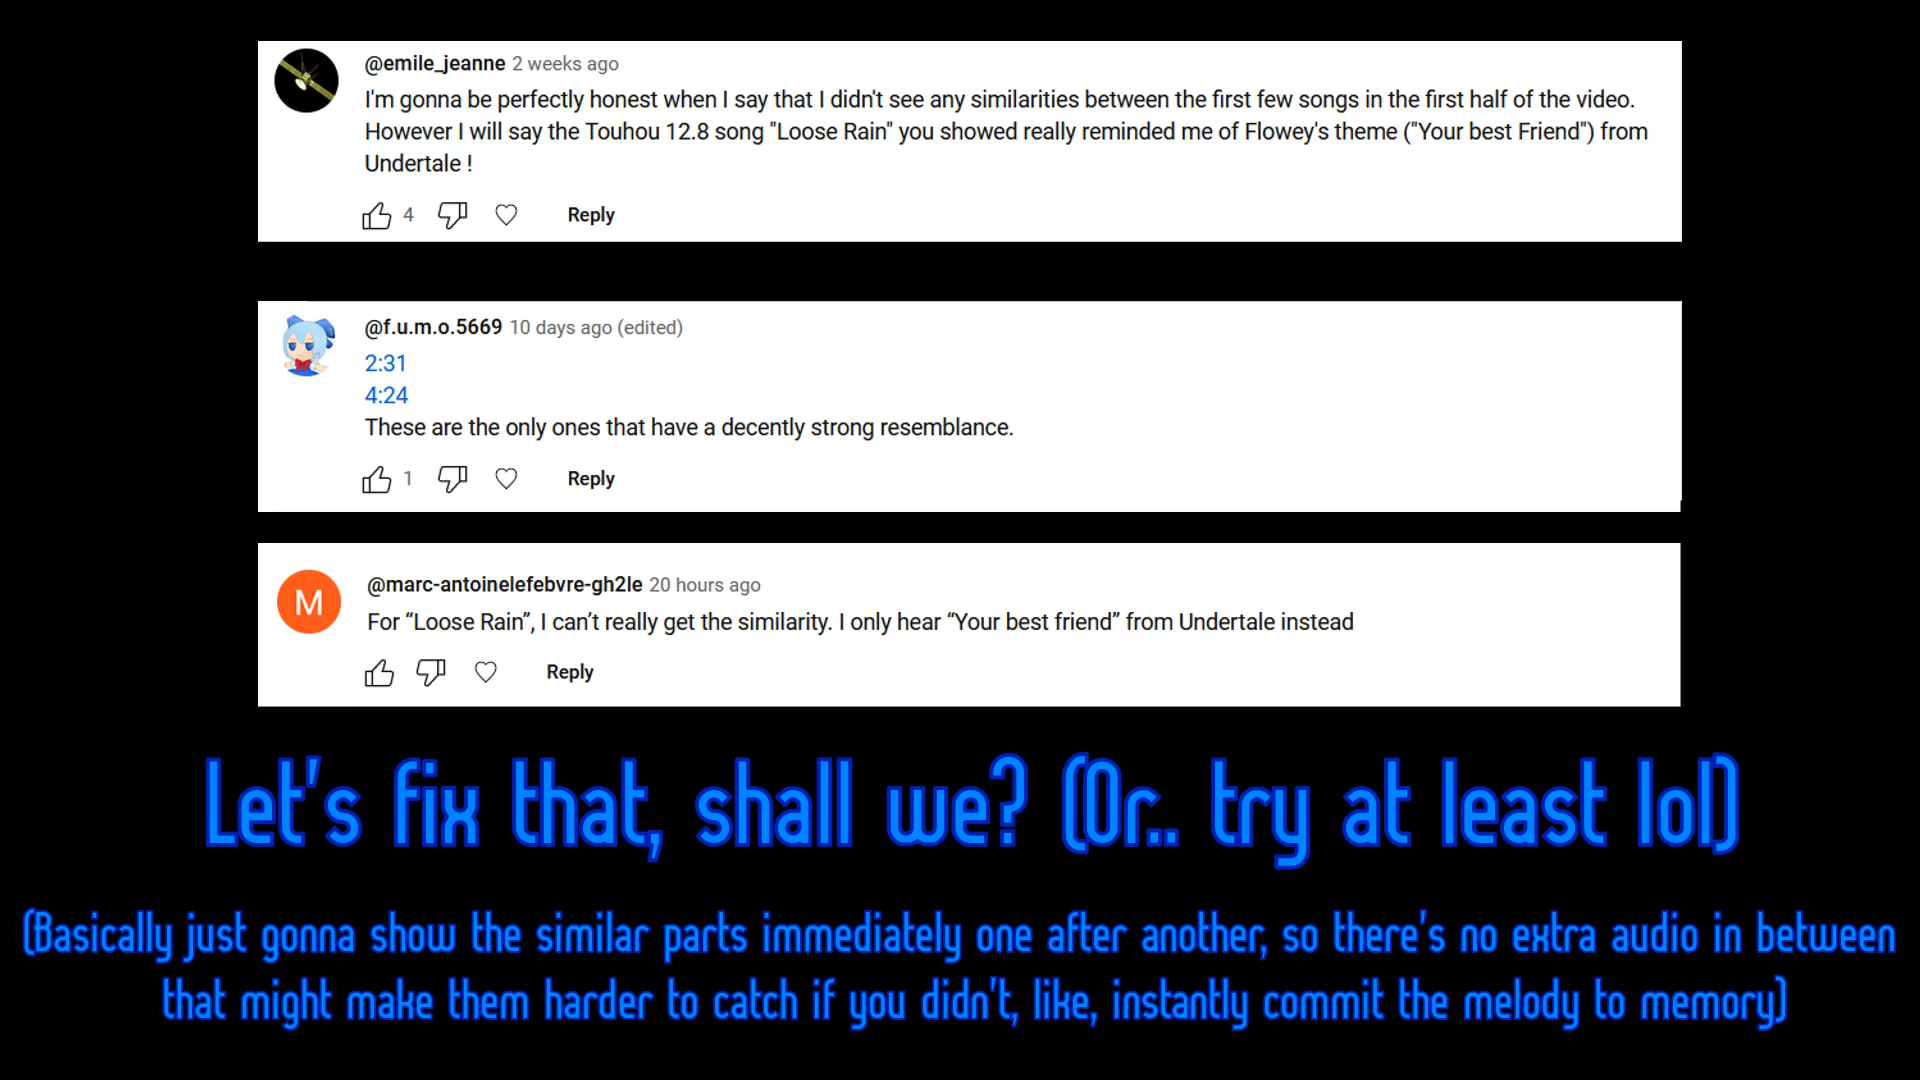 @emile_jeanne 2 weeks ago
I'm gonna be perfectly honest when I say that I didn't see any similarities between the first few songs in the first half of the video.
However I will say the Touhou 12.8 song "Loose Rain" you showed really reminded me of Flowey's theme ("Your best Friend") from
Undertale !
4 Reply
@f.u.m.o.5669 10 days ago (edited)
2:31
4:24
These are the only ones that have a decently strong resemblance.
1 Reply
M
@marc-antoinelefebvre-gh2le 20 hours ago
For “Loose Rain”, I can’t really get the similarity. I only hear “Your best friend” from Undertale instead
Reply
Let's fix that, shall we? (Or.. try at least lol)
(Basically just gonna show the similar parts immediately one after another, so there's no extra audio in between
that might make them harder to catch if you didn't, like, instantly commit the melody to memory)